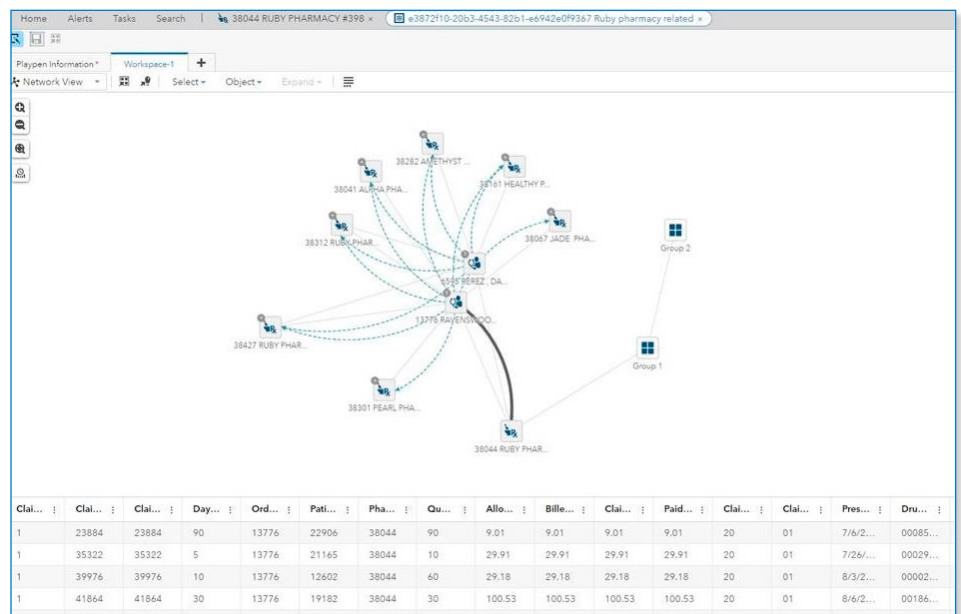 Home Alerts Tasks Search 38044 RUBY PHARMACY #398 × e3872f10-20b3-4543-82b1-e6942e0f9367 Ruby pharmacy related ×
Playpen Information* Workspace-1 +
Network View Select Object Expand
38282 AMETHYST ...
38161 HEALTHY P...
38041 ALPHA PHA...
38312 RUBY PHAR...
38067 JADE PHA...
Group 2
PEREZ , DA...
13776 RAVENSWOO...
38427 RUBY PHAR...
Group 1
38301 PEARL PHA...
38044 RUBY PHAR...
Clai... Clai... Clai... Day... Ord... Pati... Pha... Qu... Allo... Bille... Clai... Paid... Clai... Clai... Pres... Dru...
1 23884 23884 90 13776 22906 38044 90 9.01 9.01 9.01 9.01 20 01 7/6/2... 00085...
1 35322 35322 5 13776 21165 38044 10 29.91 29.91 29.91 29.91 20 01 7/26/... 00029...
1 39976 39976 10 13776 12602 38044 60 29.18 29.18 29.18 29.18 20 01 8/3/2... 00002...
1 41864 41864 30 13776 19182 38044 30 100.53 100.53 100.53 100.53 20 01 8/6/2... 00186...